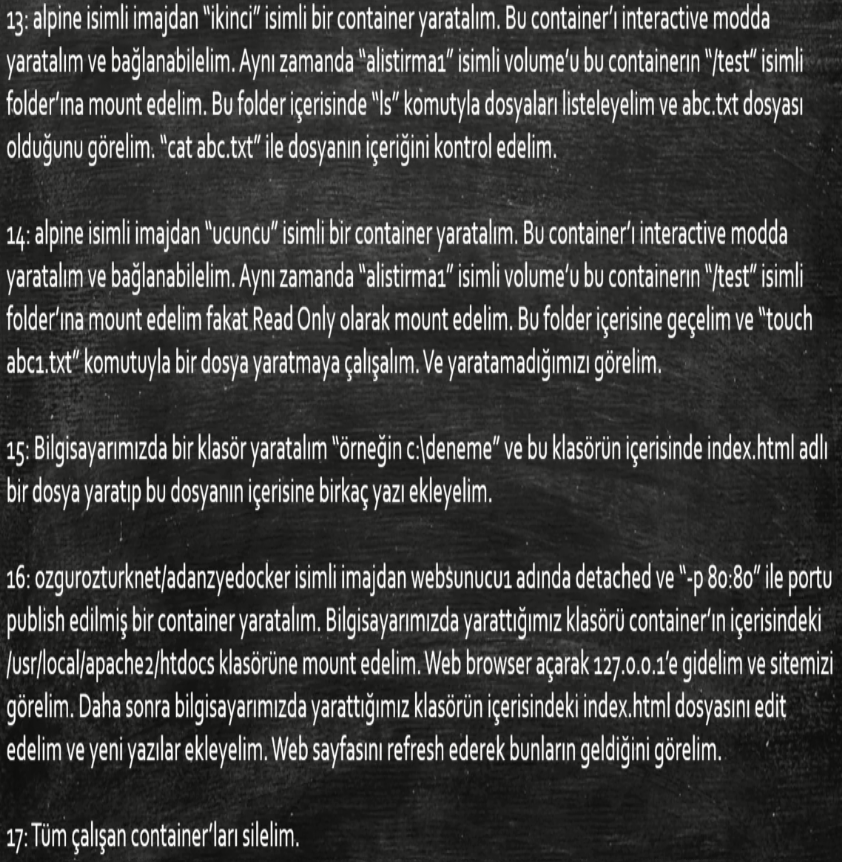 13: alpine isimli imajdan "ikinci" isimli bir container yaratalım. Bu container'ı interactive modda
yaratalım ve bağlanabilelim. Aynı zamanda "alistirma1" isimli volume'u bu containerın "/test" isimli
folder'ına mount edelim. Bu folder içerisinde "ls" komutyla dosyaları listeleyelim ve abc.txt dosyası
olduğunu görelim. "cat abc.txt" ile dosyanın içeriğini kontrol edelim.
14: alpine isimli imajdan "ucuncu" isimli bir container yaratalım. Bu container'ı interactive modda
yaratalım ve bağlanabilelim. Aynı zamanda "alistirma1" isimli volume'u bu containerın "/test" isimli
folder'ına mount edelim fakat Read Only olarak mount edelim. Bu folder içerisine geçelim ve "touch
abc1.txt" komutuyla bir dosya yaratmaya çalışalım. Ve yaratamadığımızı görelim.
15: Bilgisayarımızda bir klasör yaratalım "örneğin c:\deneme" ve bu klasörün içerisinde index.html adlı
bir dosya yaratıp bu dosyanın içerisine birkaç yazı ekleyelim.
16: ozgurozturknet/adanzyedocker isimli imajdan websunucu1 adında detached ve "-p 80:80" ile portu
publish edilmiş bir container yaratalım. Bilgisayarımızda yarattığımız klasörü container'ın içerisindeki
/usr/local/apache2/htdocs klasörüne mount edelim. Web browser açarak 127.0.0.1'e gidelim ve sitemizi
görelim. Daha sonra bilgisayarımızda yarattığımız klasörün içerisindeki index.html dosyasını edit
edelim ve yeni yazılar ekleyelim. Web sayfasını refresh ederek bunların geldiğini görelim.
17: Tüm çalışan container'ları silelim.